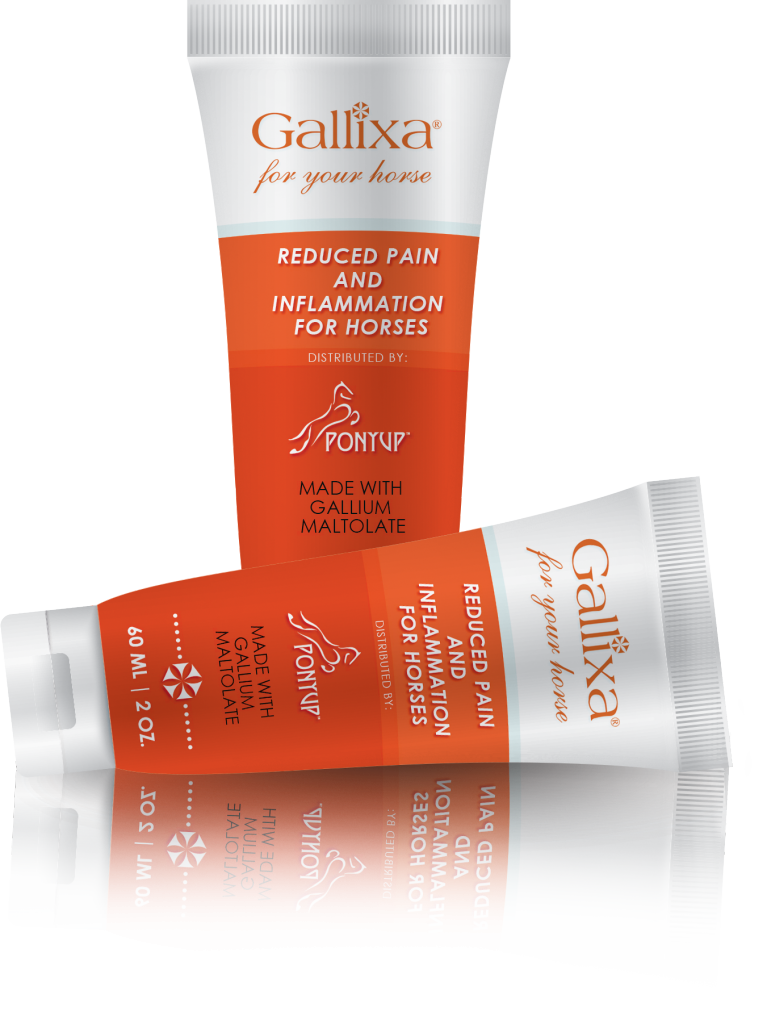 Gallixa®
for your horse
REDUCED PAIN
AND
INFLAMMATION
FOR HORSES
DISTRIBUTED BY:
PONYUP™
MADE WITH
GALLIUM
MALTOLATE
Gallixa®
for your horse
REDUCED PAIN
AND
INFLAMMATION
FOR HORSES
DISTRIBUTED BY:
PONYUP™
MADE WITH
GALLIUM
MALTOLATE
60 ML | 2 OZ.